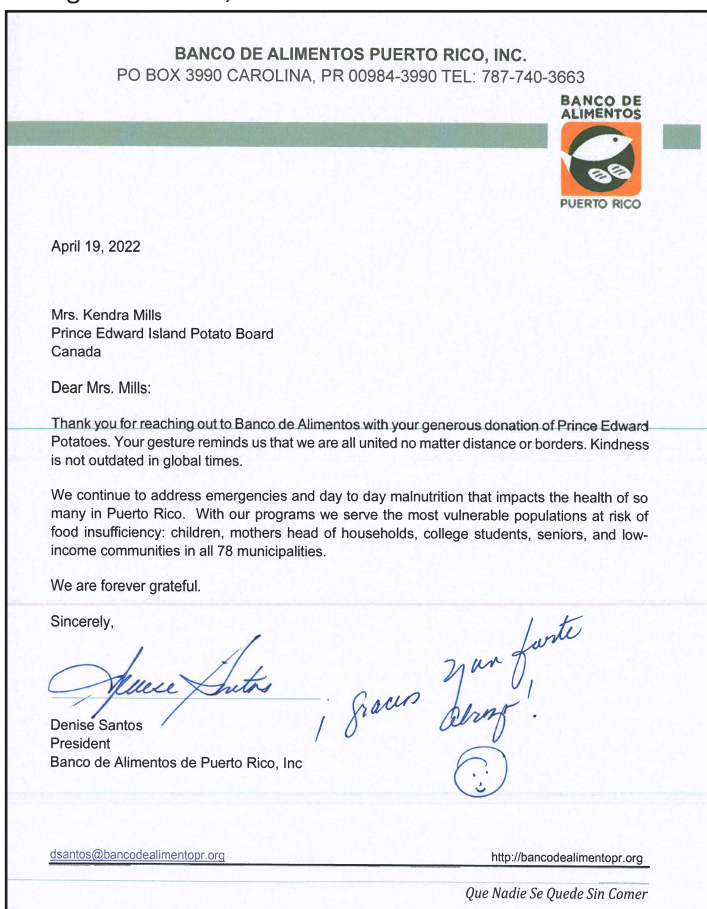 BANCO DE ALIMENTOS PUERTO RICO, INC.
PO BOX 3990 CAROLINA, PR 00984-3990 TEL: 787-740-3663
BANCO DE
ALIMENTOS
PUERTO RICO
April 19, 2022
Mrs. Kendra Mills
Prince Edward Island Potato Board
Canada
Dear Mrs. Mills:
Thank you for reaching out to Banco de Alimentos with your generous donation of Prince Edward
Potatoes. Your gesture reminds us that we are all united no matter distance or borders. Kindness
is not outdated in global times.
We continue to address emergencies and day to day malnutrition that impacts the health of so
many in Puerto Rico. With our programs we serve the most vulnerable populations at risk of
food insufficiency: children, mothers head of households, college students, seniors, and low-
income communities in all 78 municipalities.
We are forever grateful.
Sincerely,
Denise Santos
¡Gracias y un fuerte
abrazo!
Denise Santos
President
Banco de Alimentos de Puerto Rico, Inc
dsantos@bancodealimentopr.org
http://bancodealimentopr.org
Que Nadie Se Quede Sin Comer